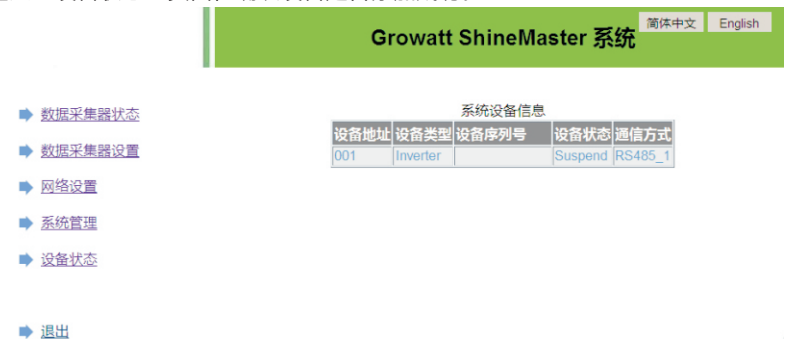 Growatt ShineMaster 系统
简体中文 English
数据采集器状态
数据采集器设置
网络设置
系统管理
设备状态
退出
系统设备信息
设备地址 设备类型 设备序列号 设备状态 通信方式
001 Inverter Suspend RS485_1